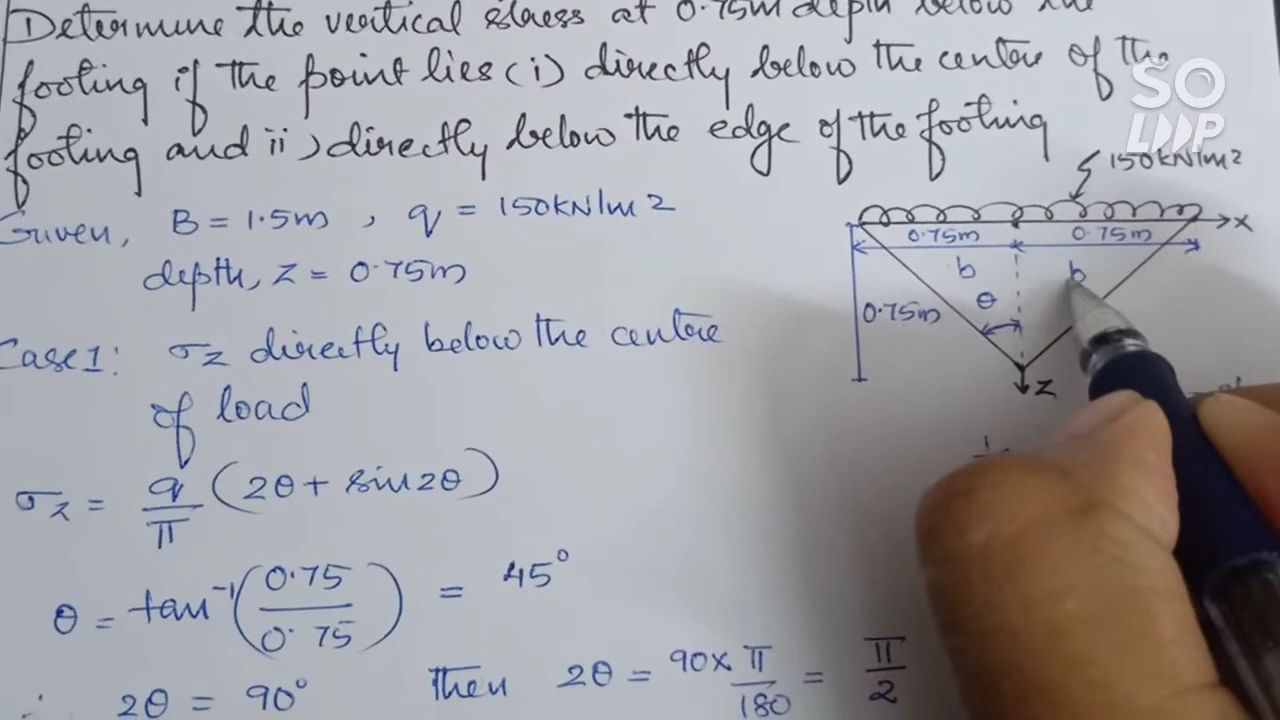 Determine the vertical stress at 0.75m depth below the
footing if the point lies (i) directly below the centre of the
footing and ii) directly below the edge of the footing
SO
LOOP
150kN/m2
Given, B = 1.5m , q = 150kN/m2
x
0.75m 0.75m
depth, z = 0.75m
b b
θ
0.75m
Case1: σz directly below the centre
of load
z
σz = q/π (2θ + sin2θ)
θ = tan⁻¹(0.75/0.75) = 45°
2θ = 90° then 2θ = 90 x π/180 = π/2